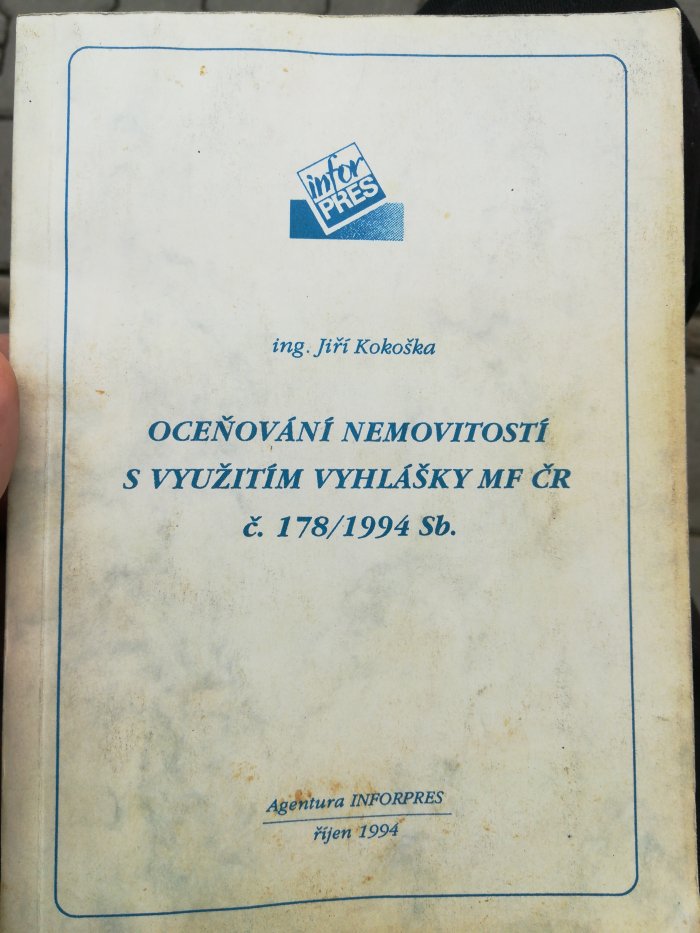 infor
PRES
ing. Jiří Kokoška
OCEŇOVÁNÍ NEMOVITOSTÍ
S VYUŽITÍM VYHLÁŠKY MF ČR
č. 178/1994 Sb.
Agentura INFORPRES
říjen 1994